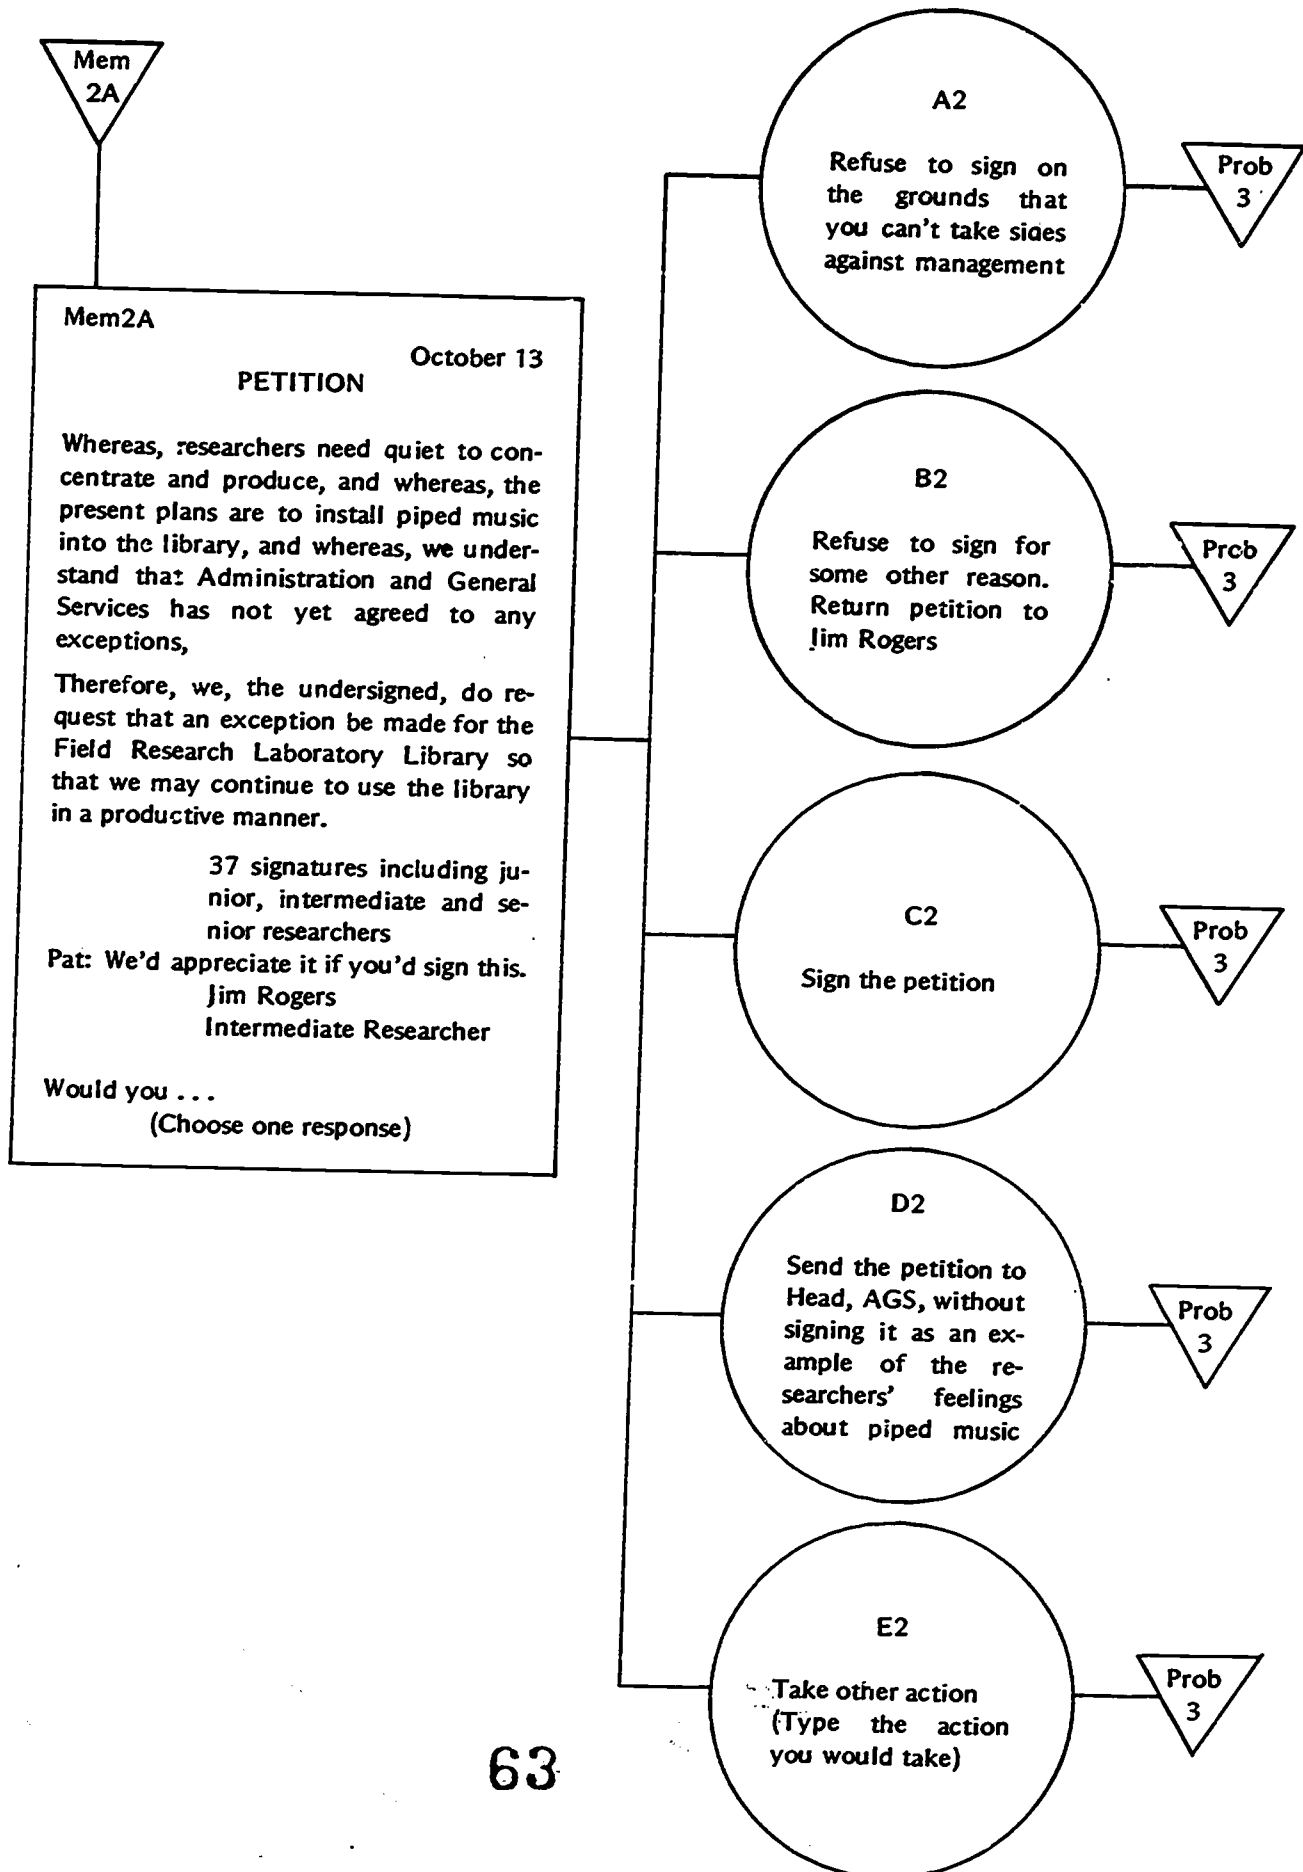 Mem
2A
Mem2A
October 13
PETITION
Whereas, researchers need quiet to con-
centrate and produce, and whereas, the
present plans are to install piped music
into the library, and whereas, we under-
stand that Administration and General
Services has not yet agreed to any
exceptions,
Therefore, we, the undersigned, do re-
quest that an exception be made for the
Field Research Laboratory Library so
that we may continue to use the library
in a productive manner.
37 signatures including ju-
nior, intermediate and se-
nior researchers
Pat: We'd appreciate it if you'd sign this.
Jim Rogers
Intermediate Researcher
Would you ...
(Choose one response)
A2
Refuse to sign on
the grounds that
you can't take sides
against management
Prob
3
B2
Refuse to sign for
some other reason.
Return petition to
Jim Rogers
Prob
3
C2
Sign the petition
Prob
3
D2
Send the petition to
Head, AGS, without
signing it as an ex-
ample of the re-
searchers' feelings
about piped music
Prob
3
E2
Take other action
(Type the action
you would take)
Prob
3
63